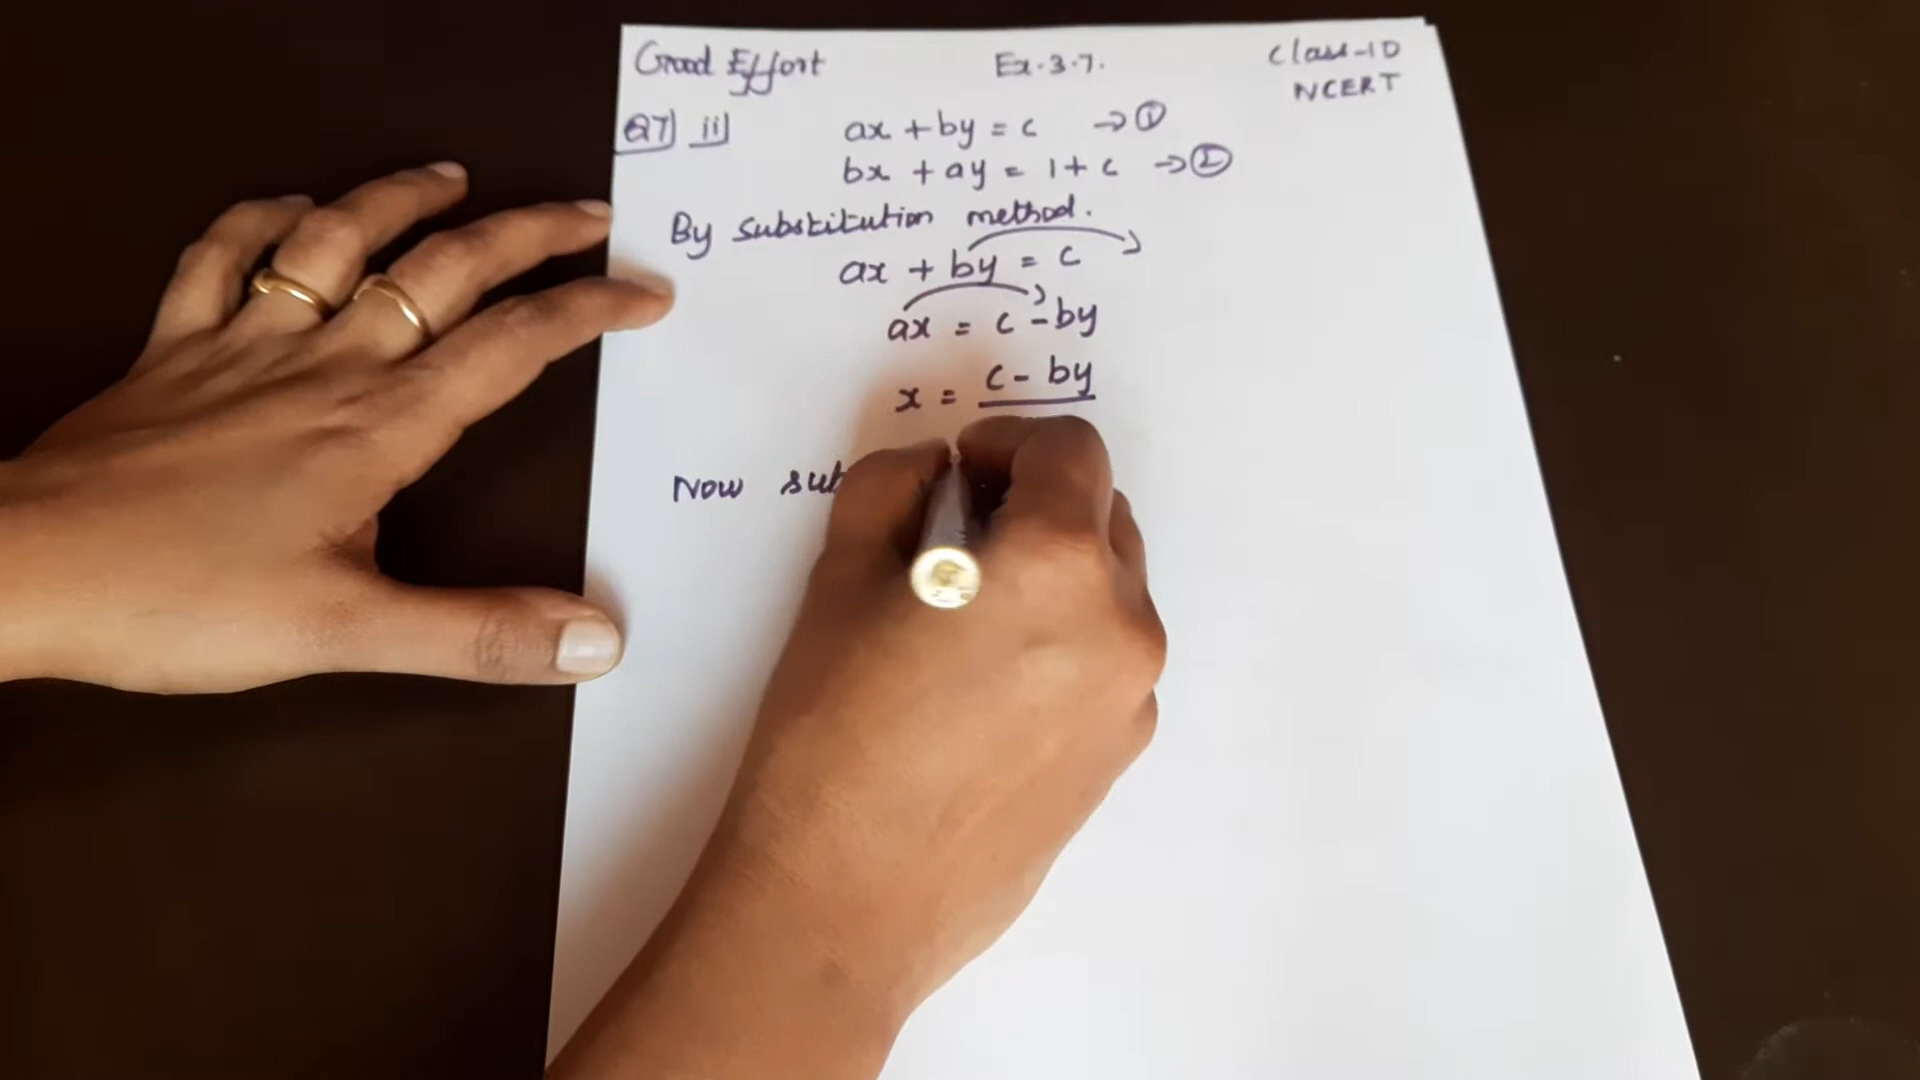 Good Effort Ex.3.7. Class-10
NCERT
Q7) ii) ax + by = c → ①
bx + ay = 1 + c → ②
By substitution method.
ax + by = c
ax = c - by
x = c - by
Now